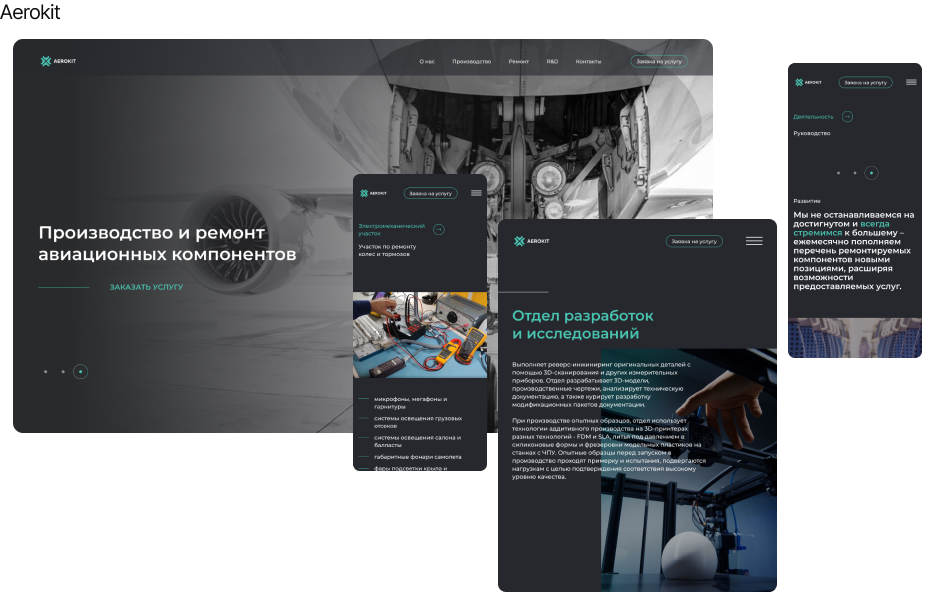 Aerokit
AEROKIT
О нас
Производство
Ремонт
R&D
Контакты
Заявка на услугу
Производство и ремонт
авиационных компонентов
ЗАКАЗАТЬ УСЛУГУ
AEROKIT
Заявка на услугу
Электромеханический
участок
Участок по ремонту
колес и тормозов
микрофоны, мегафоны и
гарнитуры
системы освещения грузовых
отсеков
системы освещения салона и
балласты
габаритные фонари самолета
фары подсветки крыла и
AEROKIT
Заявка на услугу
Отдел разработок
и исследований
Выполняет реверс-инжиниринг оригинальных деталей с
помощью 3D-сканирования и других измерительных
приборов. Отдел разрабатывает 3D-модели,
производственные чертежи, анализирует техническую
документацию, а также курирует разработку
модификационных пакетов документации.
При производстве опытных образцов, отдел использует
технологии аддитивного производства на 3D-принтерах
разных технологий - FDM и SLA, литья под давлением в
силиконовые формы и фрезеровки модельных пластиков на
станках с ЧПУ. Опытные образцы перед запуском в
производство проходят примерку и испытания, подвергаются
нагрузкам с целью подтверждения соответствия высокому
уровню качества.
AEROKIT
Заявка на услугу
Деятельность
Руководство
Развитие
Мы не останавливаемся на
достигнутом и всегда
стремимся к большему –
ежемесячно пополняем
перечень ремонтируемых
компонентов новыми
позициями, расширяя
возможности
предоставляемых услуг.